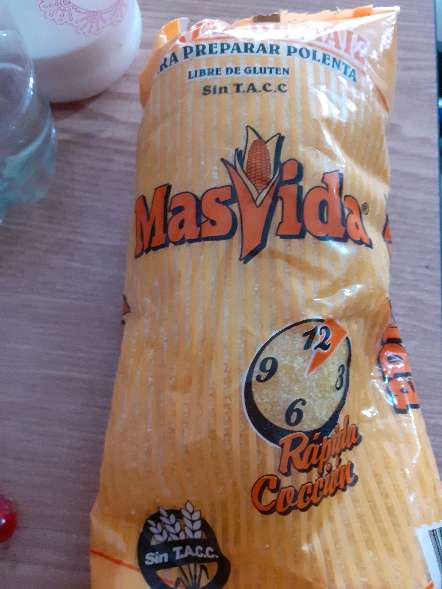 RA PREPARAR POLENTA
LIBRE DE GLUTEN
Sin T.A.C.C
MasVida®
12
9
3
6
Rápida
Cocción
Sin T.A.C.C.